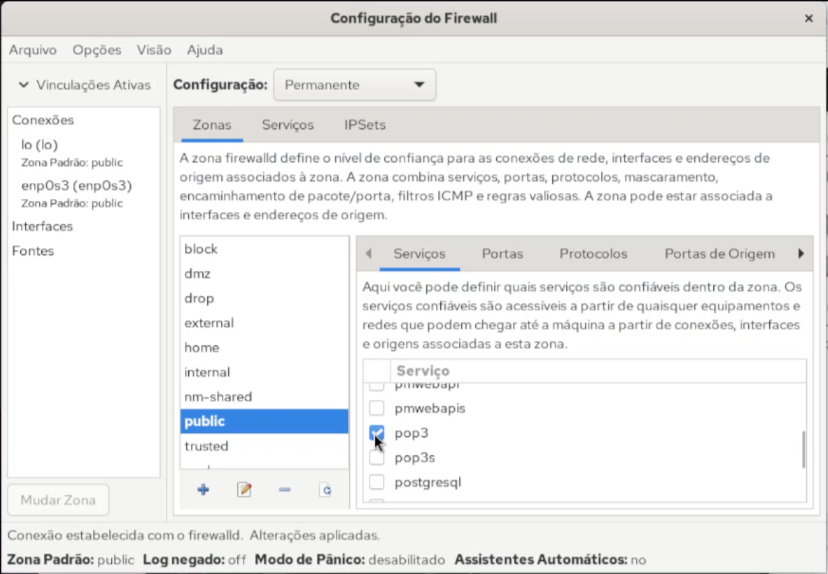 Configuração do Firewall
×
Arquivo Opções Visão Ajuda
Vinculações Ativas
Configuração: Permanente
Conexões
lo (lo)
Zona Padrão: public
enp0s3 (enp0s3)
Zona Padrão: public
Interfaces
Fontes
Mudar Zona
Zonas Serviços IPSets
A zona firewalld define o nível de confiança para as conexões de rede, interfaces e endereços de
origem associados à zona. A zona combina serviços, portas, protocolos, mascaramento,
encaminhamento de pacote/porta, filtros ICMP e regras valiosas. A zona pode estar associada a
interfaces e endereços de origem.
block
dmz
drop
external
home
internal
nm-shared
public
trusted
Serviços Portas Protocolos Portas de Origem
Aqui você pode definir quais serviços são confiáveis dentro da zona. Os
serviços confiáveis são acessíveis a partir de quaisquer equipamentos e
redes que podem chegar até a máquina a partir de conexões, interfaces
e origens associadas a esta zona.
Serviço
pmwebapi
pmwebapis
pop3
pop3s
postgresql
Conexão estabelecida com o firewalld. Alterações aplicadas.
Zona Padrão: public Log negado: off Modo de Pânico: desabilitado Assistentes Automáticos: no